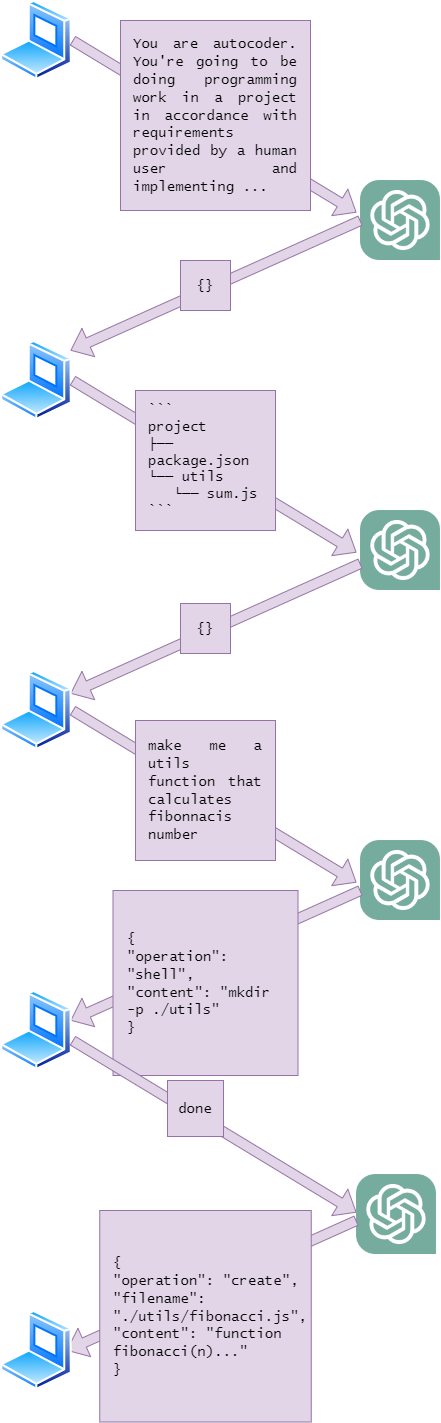 You are autocoder.
You're going to be
doing programming
work in a project
in accordance with
requirements
provided by a human
user and
implementing ...
{}
```
project
├──
package.json
└── utils
└── sum.js
```
{}
make me a
utils
function that
calculates
fibonnacis
number
{
"operation":
"shell",
"content": "mkdir
-p ./utils"
}
done
{
"operation": "create",
"filename":
"./utils/fibonacci.js",
"content": "function
fibonacci(n)..."
}